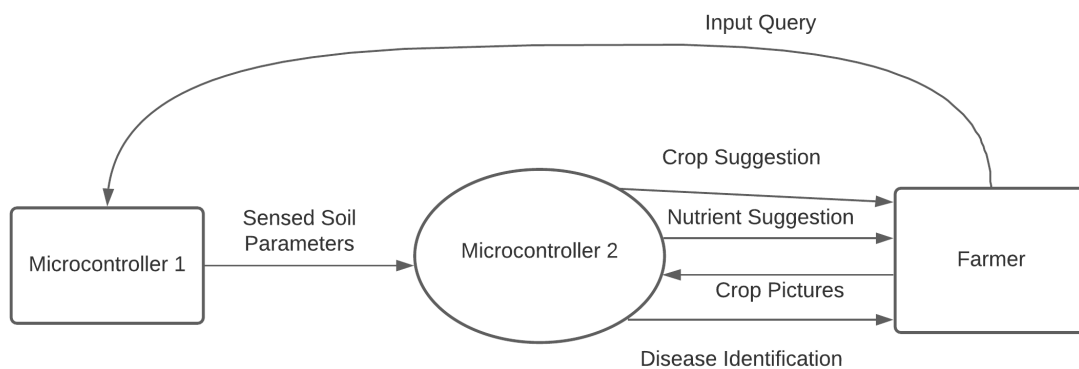 Input Query
Crop Suggestion
Sensed Soil
Parameters
Nutrient Suggestion
Microcontroller 1
Microcontroller 2
Farmer
Crop Pictures
Disease Identification